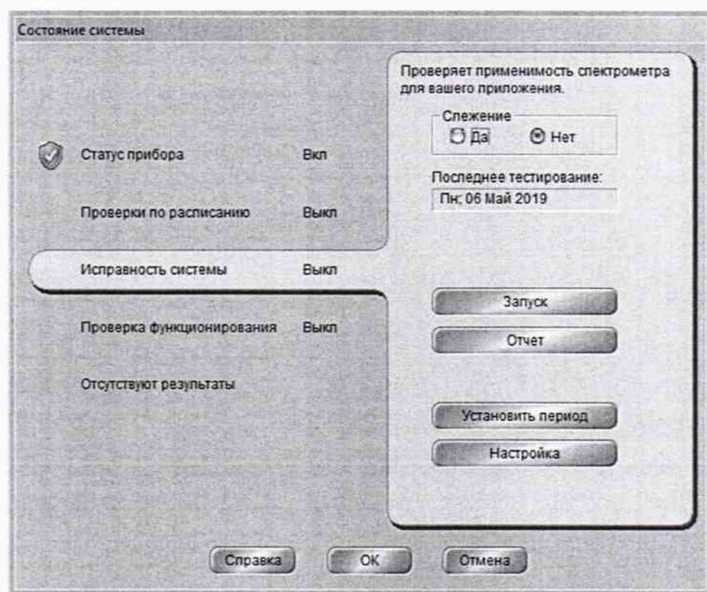 Состояние системы
Проверяет применимость спектрометра
для вашего приложения.
Слежение
Да
Нет
Статус прибора Вкл
Последнее тестирование:
Пн; 06 Май 2019
Проверки по расписанию Выкл
Исправность системы Выкл
Запуск
Проверка функционирования Выкл
Отчет
Отсутствуют результаты
Установить период
Настройка
Справка
ОК
Отмена